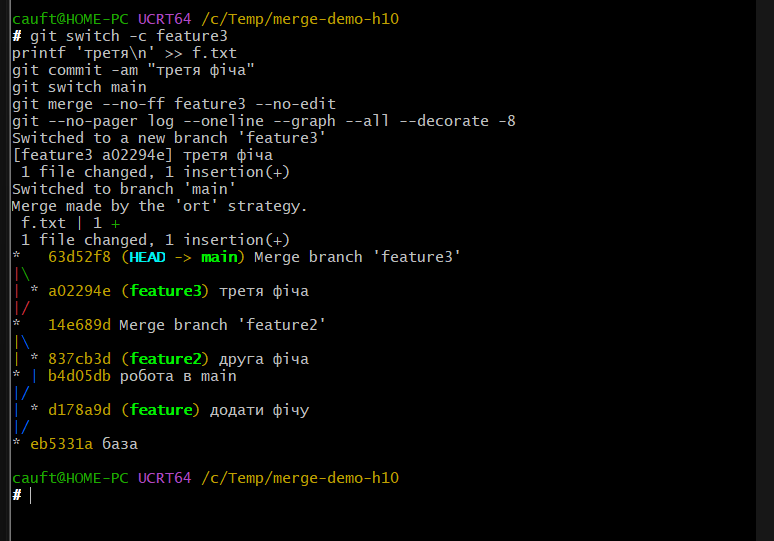 cauft@HOME-PC UCRT64 /c/Temp/merge-demo-h10
# git switch -c feature3
printf 'третя\n' >> f.txt
git commit -am "третя фіча"
git switch main
git merge --no-ff feature3 --no-edit
git --no-pager log --oneline --graph --all --decorate -8
Switched to a new branch 'feature3'
[feature3 a02294e] третя фіча
 1 file changed, 1 insertion(+)
Switched to branch 'main'
Merge made by the 'ort' strategy.
 f.txt | 1 +
 1 file changed, 1 insertion(+)
*   63d52f8 (HEAD -> main) Merge branch 'feature3'
|\
| * a02294e (feature3) третя фіча
|/
*   14e689d Merge branch 'feature2'
|\
| * 837cb3d (feature2) друга фіча
* | b4d05db робота в main
|/
| * d178a9d (feature) додати фічу
|/
* eb5331a база
cauft@HOME-PC UCRT64 /c/Temp/merge-demo-h10
#